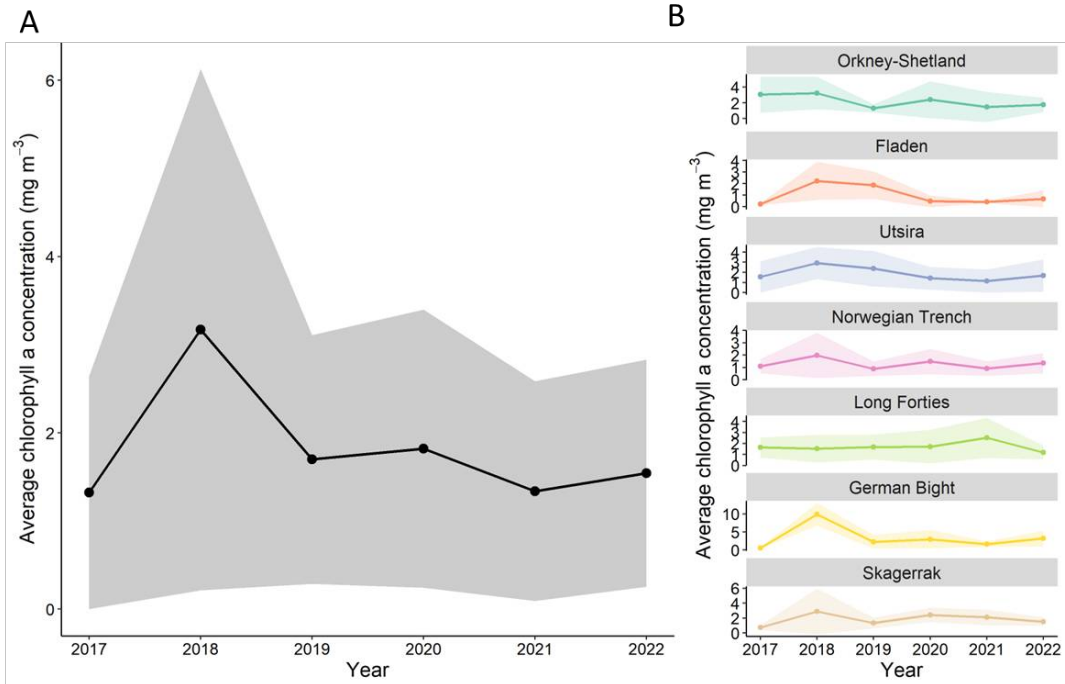 A
Average chlorophyll a concentration (mg m−3)
6
4
2
0
2017 2018 2019 2020 2021 2022
Year
B
Average chlorophyll a concentration (mg m−3)
Orkney-Shetland
4
2
0
Fladen
4
3
2
1
0
Utsira
4
3
2
1
0
Norwegian Trench
4
3
2
1
0
Long Forties
4
3
2
1
0
German Bight
10
5
0
Skagerrak
6
4
2
0
2017 2018 2019 2020 2021 2022
Year